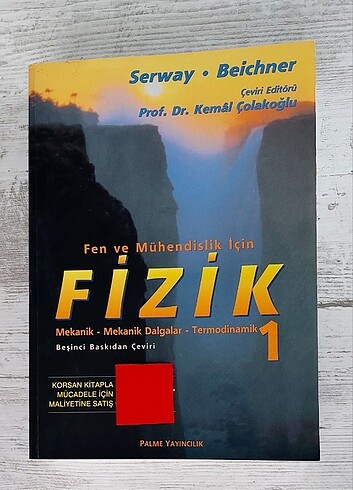 Serway • Beichner
Çeviri Editörü
Prof. Dr. Kemâl Çolakoğlu
Fen ve Mühendislik İçin
FİZİK
Mekanik - Mekanik Dalgalar - Termodinamik 1
Beşinci Baskıdan Çeviri
KORSAN KİTAPLA
MÜCADELE İÇİN
MALİYETİNE SATIŞ
PALME YAYINCILIK